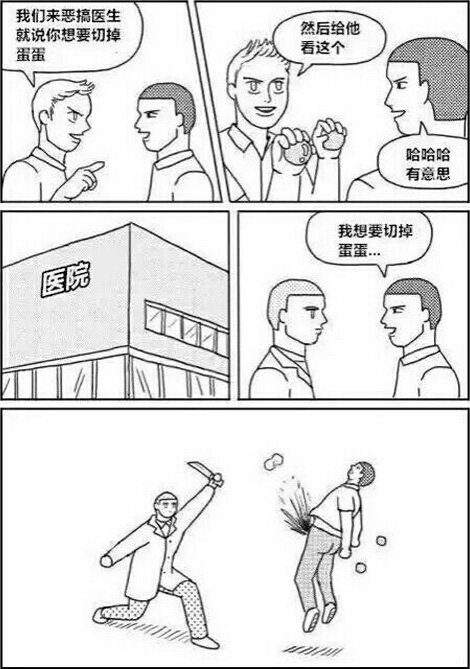 我们来恶搞医生
就说你想要切掉
蛋蛋
然后给他
看这个
哈哈哈
有意思
医院
我想要切掉
蛋蛋...